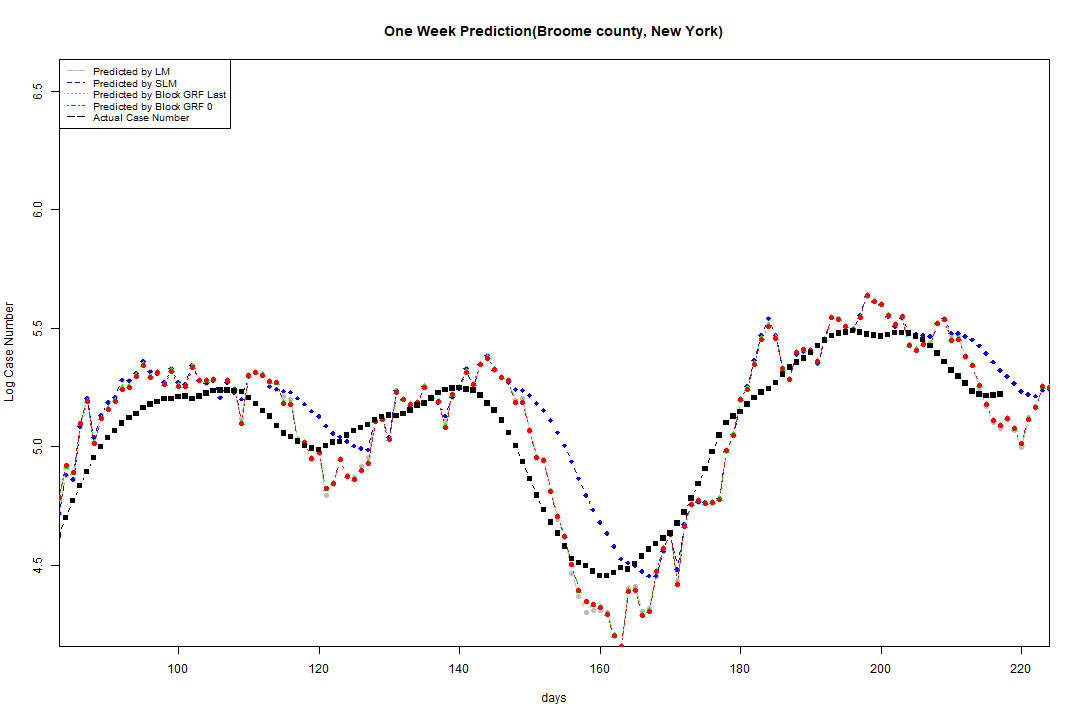 One Week Prediction(Broome county, New York)
Predicted by LM
Predicted by SLM
Predicted by Block GRF Last
Predicted by Block GRF 0
Actual Case Number
6.5
6.0
5.5
5.0
4.5
Log Case Number
100 120 140 160 180 200 220
days